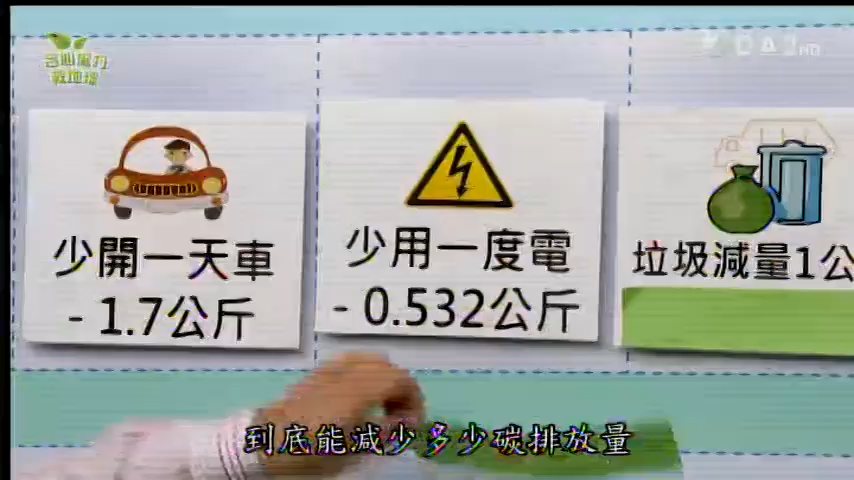 HD
少開一天車
- 1.7公斤
少用一度電
- 0.532公斤
垃圾減量1公
到底能減少多少碳排放量